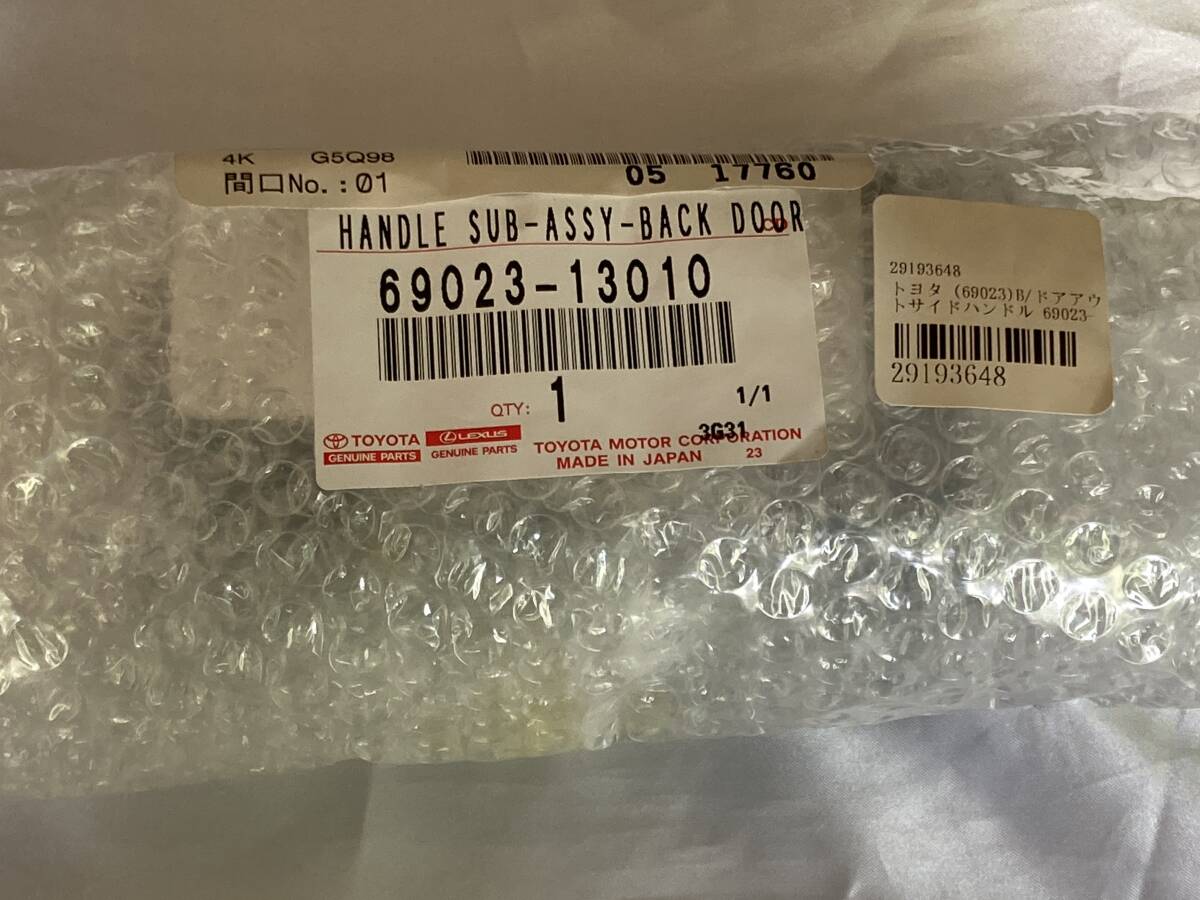 4K G5Q98
間口No.:01
05 17760
HANDLE SUB-ASSY-BACK DOOR
69023-13010
QTY: 1
1/1
TOYOTA
GENUINE PARTS
LEXUS
GENUINE PARTS
3G31
TOYOTA MOTOR CORPORATION
MADE IN JAPAN 23
29193648
トヨタ (69023)B/ドアアウ
トサイドハンドル 69023-
29193648